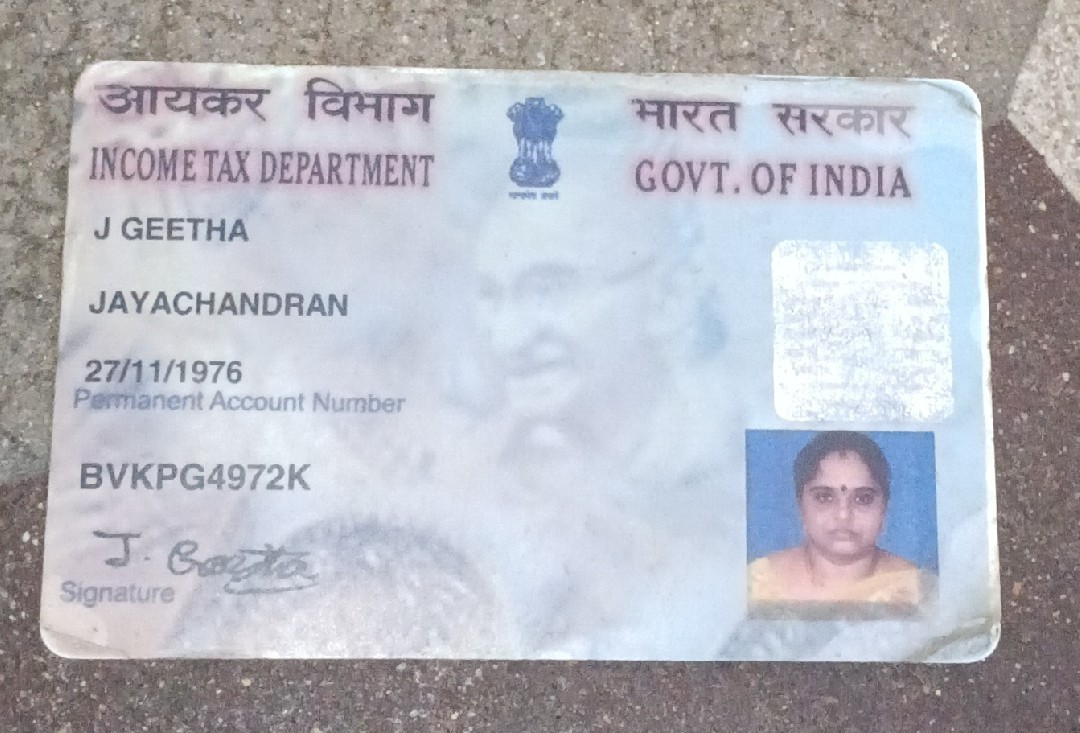 आयकर विभाग
INCOME TAX DEPARTMENT
भारत सरकार
GOVT. OF INDIA
J GEETHA
JAYACHANDRAN
27/11/1976
Permanent Account Number
BVKPG4972K
J. Geetha
Signature